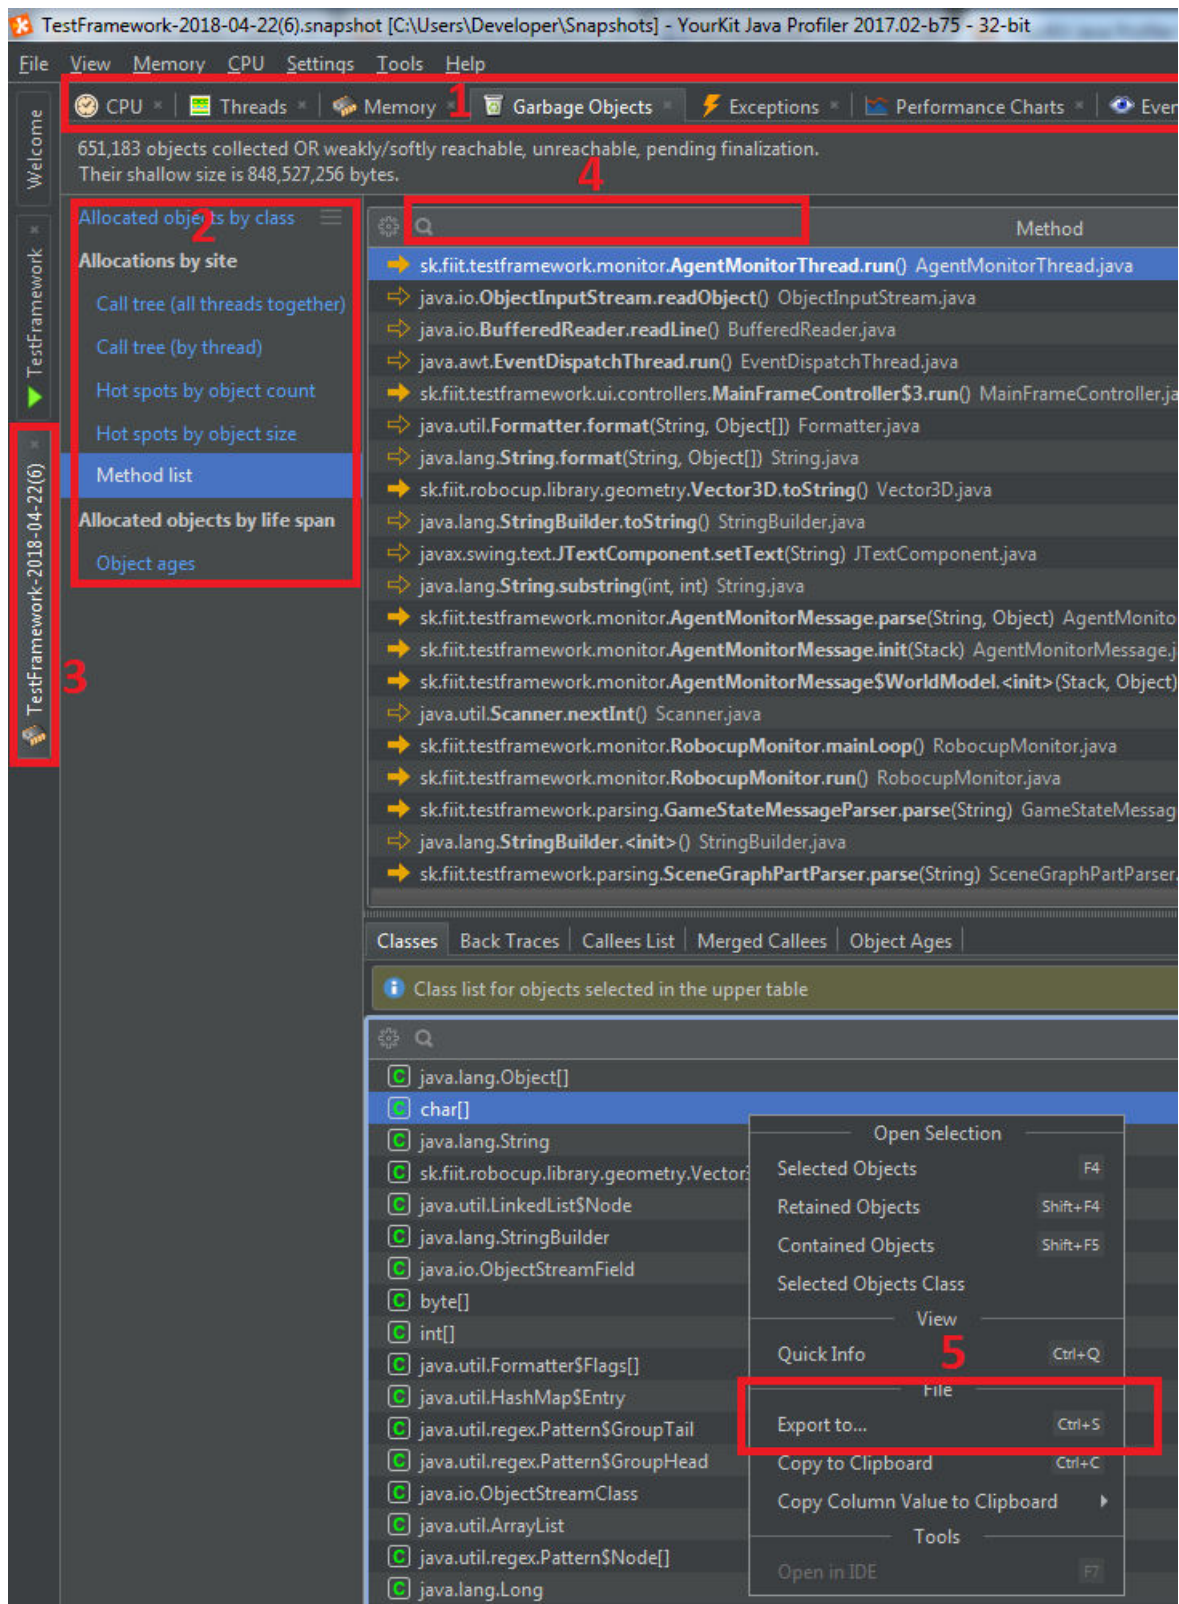 TestFramework-2018-04-22(6).snapshot [C:\Users\Developer\Snapshots] - YourKit Java Profiler 2017.02-b75 - 32-bit
File View Memory CPU Settings Tools Help
CPU Threads Memory 1 Garbage Objects Exceptions Performance Charts Even
651,183 objects collected OR weakly/softly reachable, unreachable, pending finalization.
Their shallow size is 848,527,256 bytes.
Welcome
TestFramework
TestFramework-2018-04-22(6)
3
2
Allocated objects by class
Allocations by site
Call tree (all threads together)
Call tree (by thread)
Hot spots by object count
Hot spots by object size
Method list
Allocated objects by life span
Object ages
4
Method
sk.fiit.testframework.monitor.AgentMonitorThread.run() AgentMonitorThread.java
java.io.ObjectInputStream.readObject() ObjectInputStream.java
java.io.BufferedReader.readLine() BufferedReader.java
java.awt.EventDispatchThread.run() EventDispatchThread.java
sk.fiit.testframework.ui.controllers.MainFrameController$3.run() MainFrameController.ja
java.util.Formatter.format(String, Object[]) Formatter.java
java.lang.String.format(String, Object[]) String.java
sk.fiit.robocup.library.geometry.Vector3D.toString() Vector3D.java
java.lang.StringBuilder.toString() StringBuilder.java
javax.swing.text.JTextComponent.setText(String) JTextComponent.java
java.lang.String.substring(int, int) String.java
sk.fiit.testframework.monitor.AgentMonitorMessage.parse(String, Object) AgentMonito
sk.fiit.testframework.monitor.AgentMonitorMessage.init(Stack) AgentMonitorMessage.j
sk.fiit.testframework.monitor.AgentMonitorMessage$WorldModel.<init>(Stack, Object)
java.util.Scanner.nextInt() Scanner.java
sk.fiit.testframework.monitor.RobocupMonitor.mainLoop() RobocupMonitor.java
sk.fiit.testframework.monitor.RobocupMonitor.run() RobocupMonitor.java
sk.fiit.testframework.parsing.GameStateMessageParser.parse(String) GameStateMessag
java.lang.StringBuilder.<init>() StringBuilder.java
sk.fiit.testframework.parsing.SceneGraphPartParser.parse(String) SceneGraphPartParser.
Classes Back Traces Callees List Merged Callees Object Ages
Class list for objects selected in the upper table
java.lang.Object[]
char[]
java.lang.String
sk.fiit.robocup.library.geometry.Vector3
java.util.LinkedList$Node
java.lang.StringBuilder
java.io.ObjectStreamField
byte[]
int[]
java.util.Formatter$Flags[]
java.util.HashMap$Entry
java.util.regex.Pattern$GroupTail
java.util.regex.Pattern$GroupHead
java.io.ObjectStreamClass
java.util.ArrayList
java.util.regex.Pattern$Node[]
java.lang.Long
Open Selection
Selected Objects F4
Retained Objects Shift+F4
Contained Objects Shift+F5
Selected Objects Class
View
Quick Info Ctrl+Q
5
File
Export to... Ctrl+S
Copy to Clipboard Ctrl+C
Copy Column Value to Clipboard
Tools
Open in IDE F7